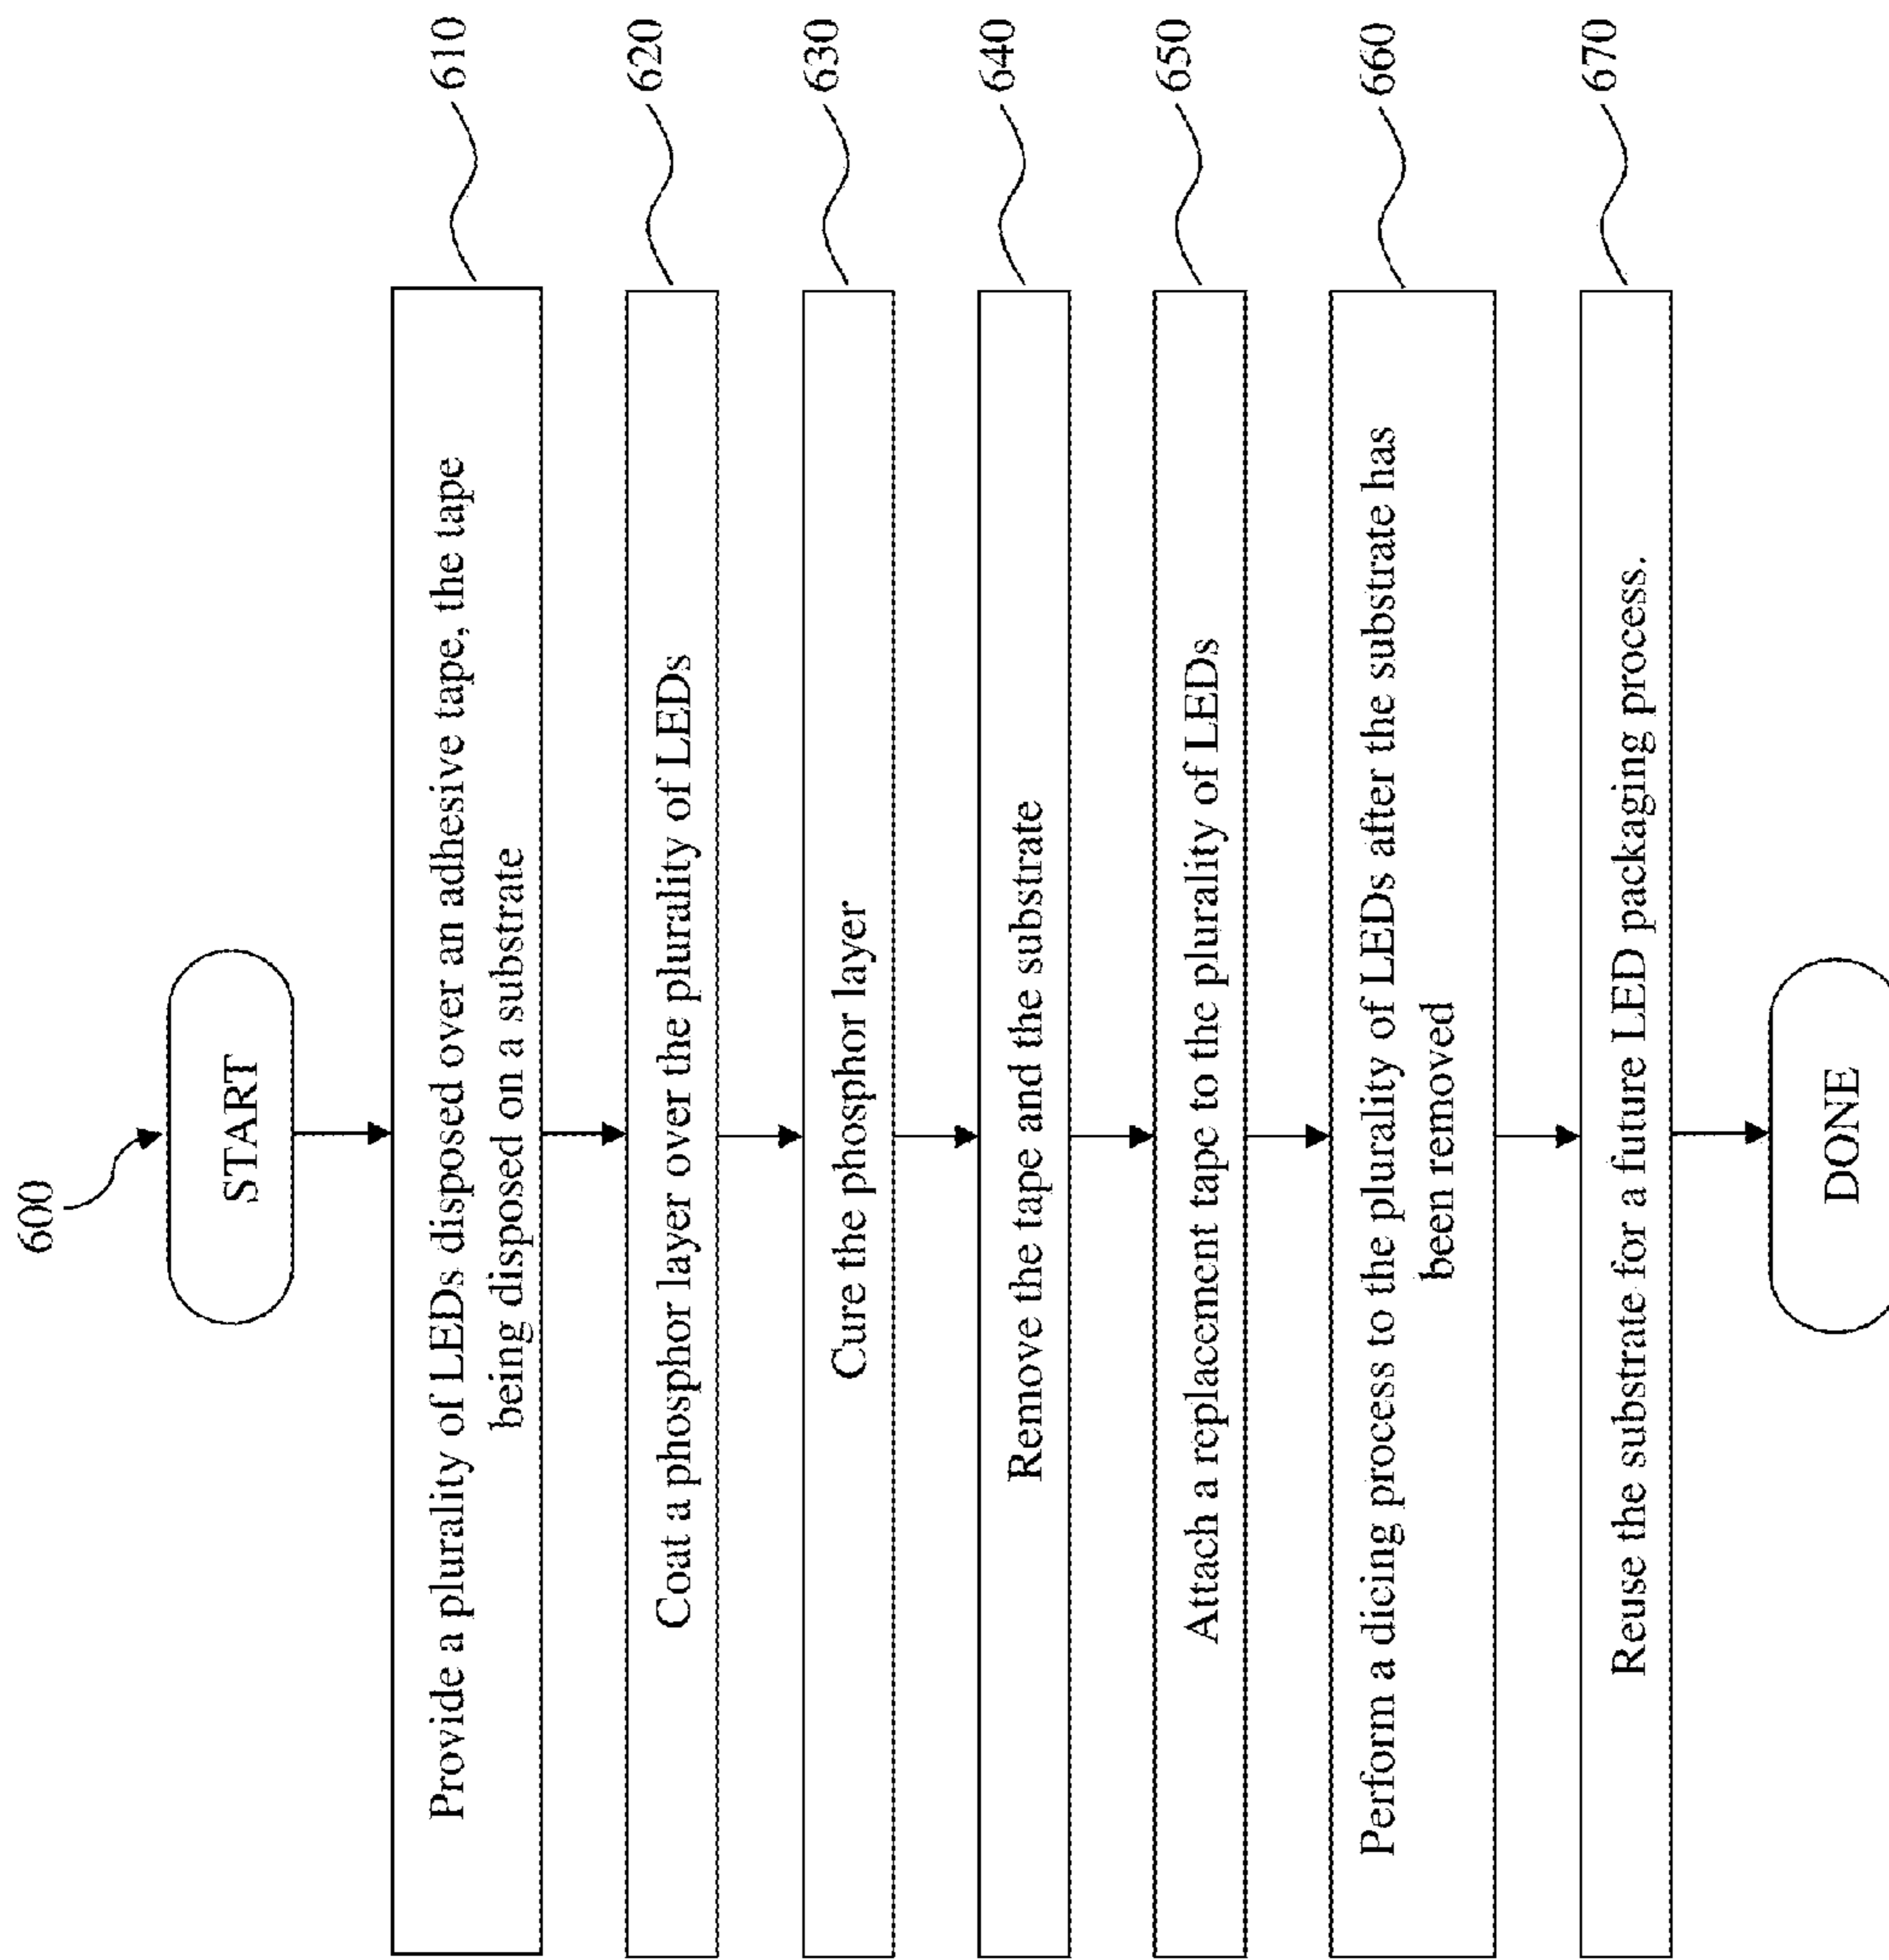 600
START
Provide a plurality of LEDs disposed over an adhesive tape, the tape
being disposed on a substrate
610
Coat a phosphor layer over the plurality of LEDs
620
Cure the phosphor layer
630
Remove the tape and the substrate
640
Attach a replacement tape to the plurality of LEDs
650
Perform a dicing process to the plurality of LEDs after the substrate has
been removed
660
Reuse the substrate for a future LED packaging process.
670
DONE